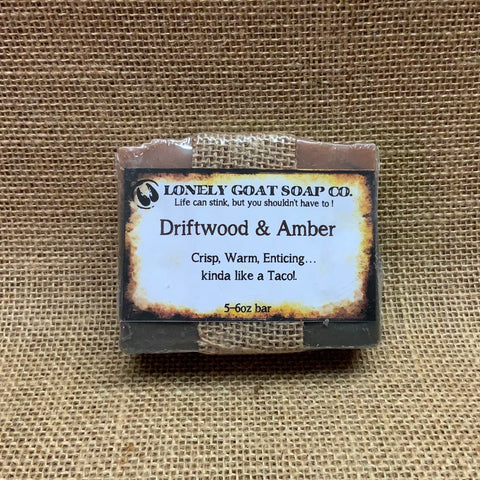 LONELY GOAT SOAP CO.
Life can stink, but you shouldn't have to !
Driftwood & Amber
Crisp, Warm, Enticing...
kinda like a Taco!
5-6oz bar